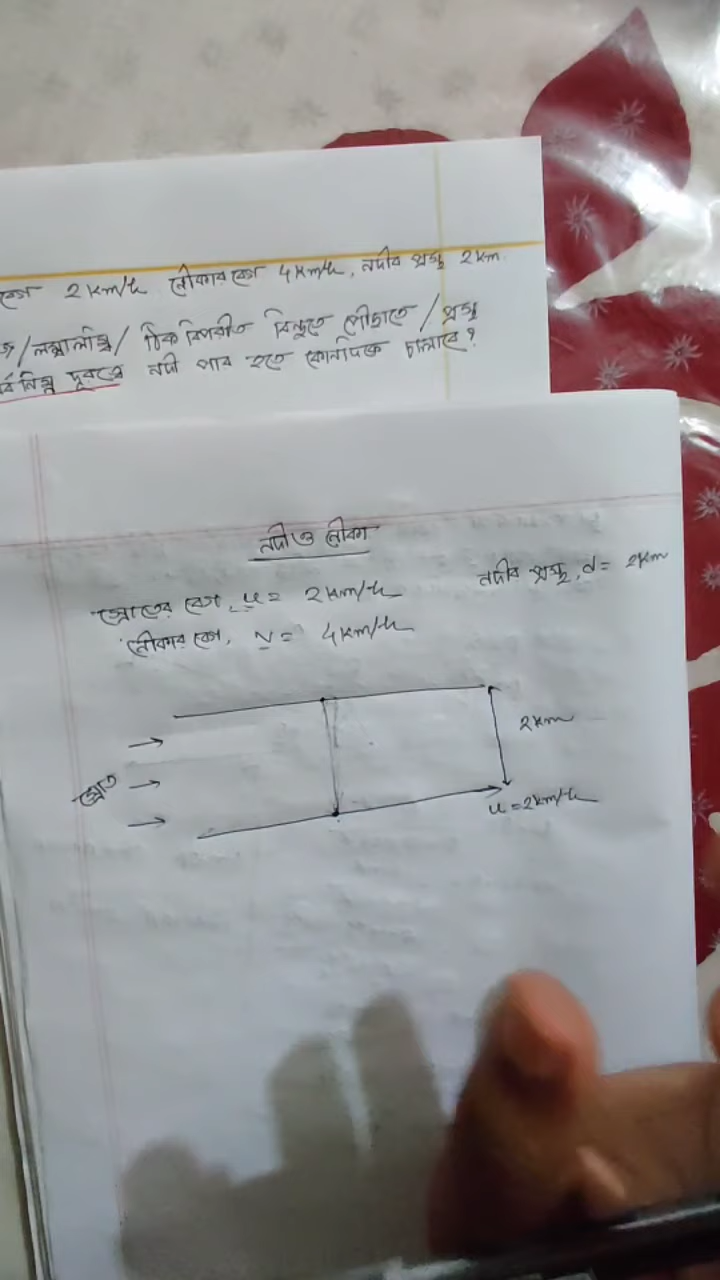 বেগ 2 km/h নৌকার বেগ 4 km/h, নদীর প্রস্থ 2 km.
/লম্বালম্বি/ ঠিক বিপরীত বিন্দুতে পৌছাতে / প্রস্থ
নিম্ন দূরত্বে নদী পার হতে কোনদিকে চালাবে?
নদী ও নৌকা
স্রোতের বেগ, u = 2 km/h
নদীর প্রস্থ, d = 2 km
নৌকার বেগ, v = 4 km/h
2 km
স্রোত
u = 2 km/h